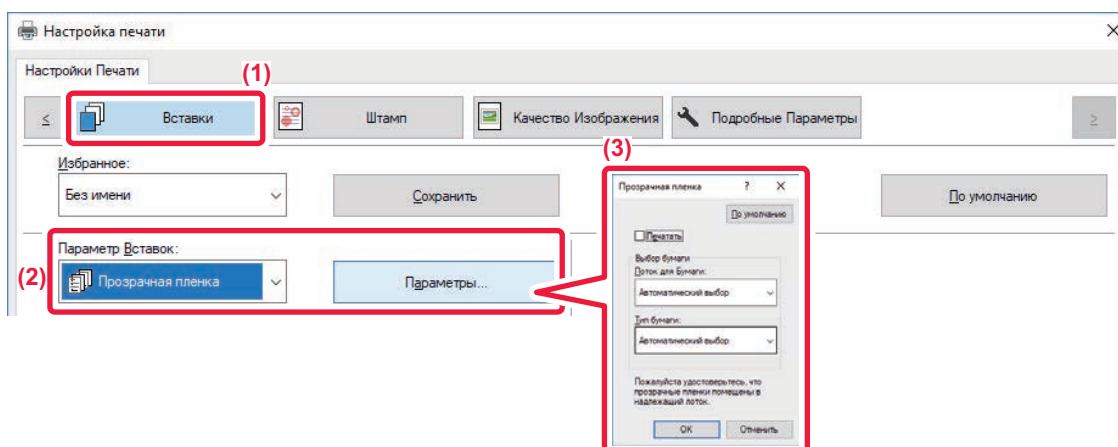 Настройка печати
Настройки Печати
(1)
≤
Вставки
Штамп
Качество Изображения
Подробные Параметры
≥
(3)
Избранное:
Без имени
Сохранить
По умолчанию
(2)
Параметр Вставок:
Прозрачная пленка
Параметры...
Прозрачная пленка ?
По умолчанию
Печатать
Выбор бумаги
Лоток для Бумаги:
Автоматический выбор
Тип бумаги:
Автоматический выбор
Пожалуйста удостоверьтесь, что
прозрачные пленки помещены в
надлежащий лоток.
OK
Отменить